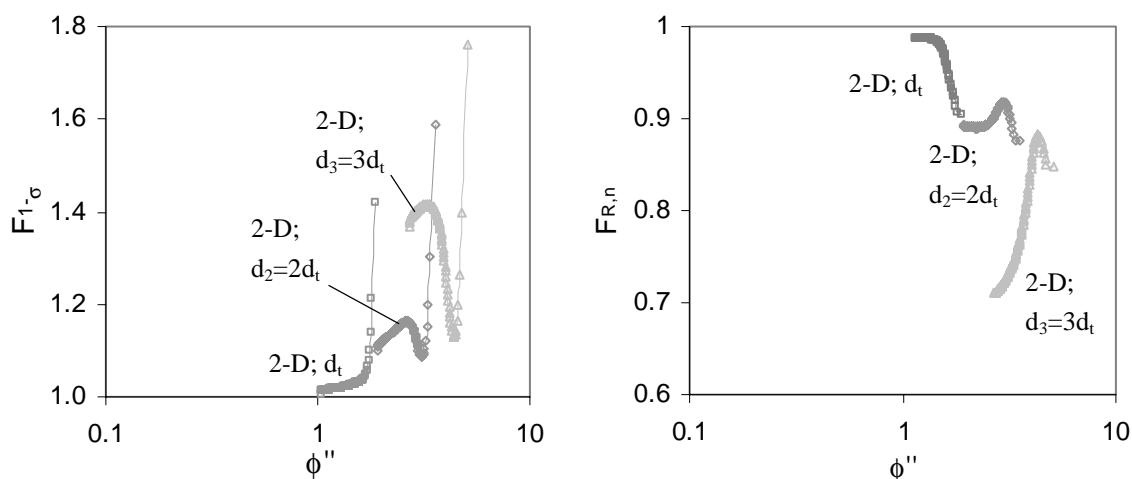 1.8
1.6
1.4
1.2
1.0
0.1
1
10
F1-σ
ϕ"
2-D;
d3=3dt
2-D;
d2=2dt
2-D; dt
1
0.9
0.8
0.7
0.6
0.1
1
10
FR,n
ϕ"
2-D; dt
2-D;
d2=2dt
2-D;
d3=3dt